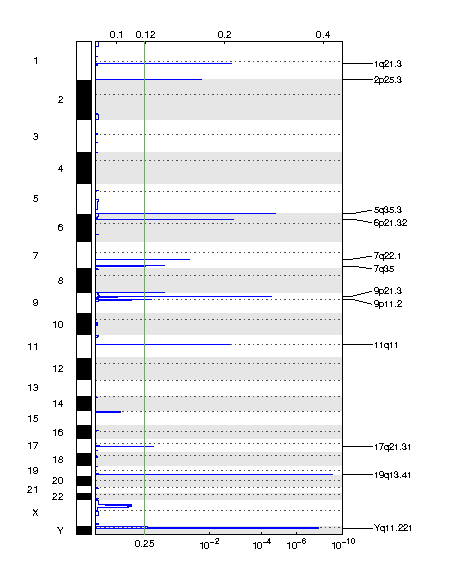 0.1 0.12 0.2 0.4
1 1q21.3
2p25.3
2
3
4
5 5q35.3
6 6p21.32
7 7q22.1
7q35
8 9p21.3
9 9p11.2
10
11 11q11
12
13
14
15
16
17 17q21.31
18
19 19q13.41
20
21
22
X
Y Yq11.221
0.25 10⁻² 10⁻⁴ 10⁻⁶ 10⁻¹⁰